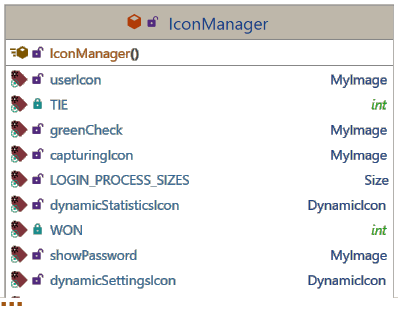 IconManager
IconManager()
userIcon MyImage
TIE int
greenCheck MyImage
capturingIcon MyImage
LOGIN_PROCESS_SIZES Size
dynamicStatisticsIcon DynamicIcon
WON int
showPassword MyImage
dynamicSettingsIcon DynamicIcon